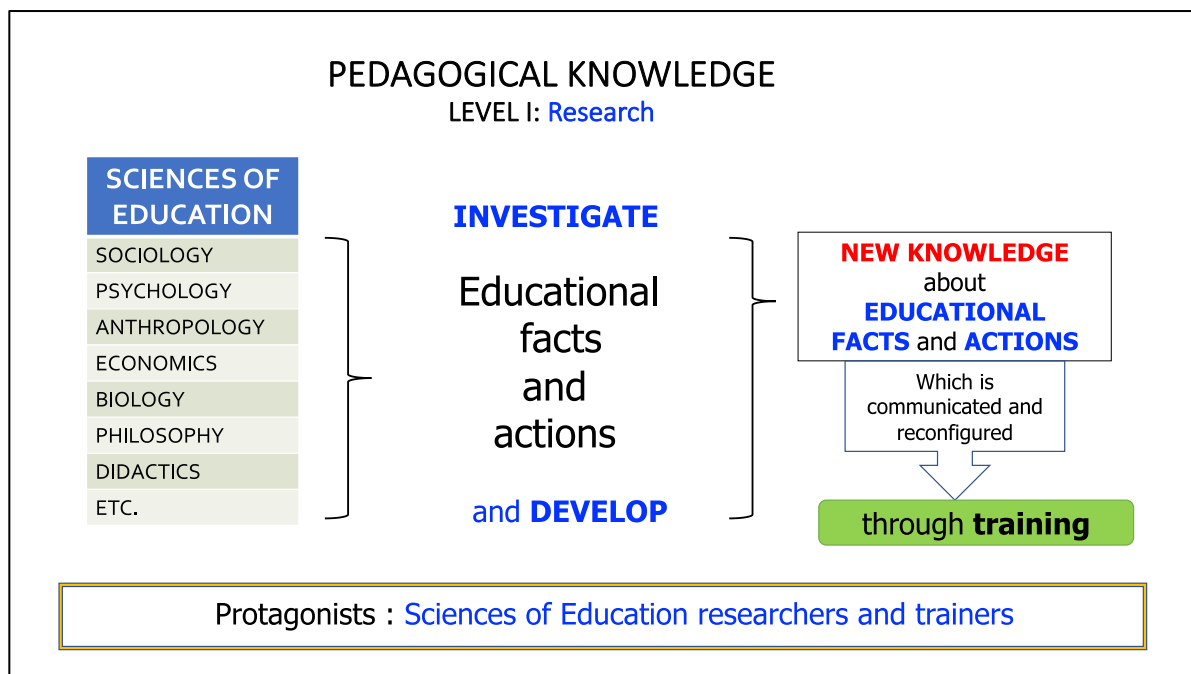 PEDAGOGICAL KNOWLEDGE
LEVEL I: Research
SCIENCES OF
EDUCATION
SOCIOLOGY
PSYCHOLOGY
ANTHROPOLOGY
ECONOMICS
BIOLOGY
PHILOSOPHY
DIDACTICS
ETC.
INVESTIGATE
Educational
facts
and
actions
and DEVELOP
NEW KNOWLEDGE
about
EDUCATIONAL
FACTS and ACTIONS
Which is
communicated and
reconfigured
through training
Protagonists : Sciences of Education researchers and trainers